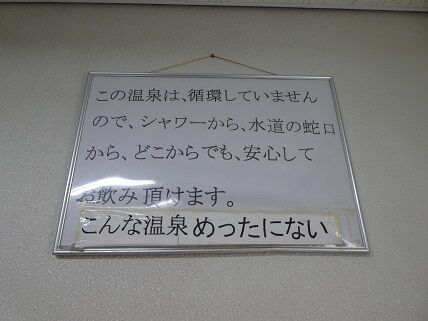 この温泉は、循環していません
ので、シャワーから、水道の蛇口
から、どこからでも、安心して
お飲み頂けます。
こんな温泉めったにない